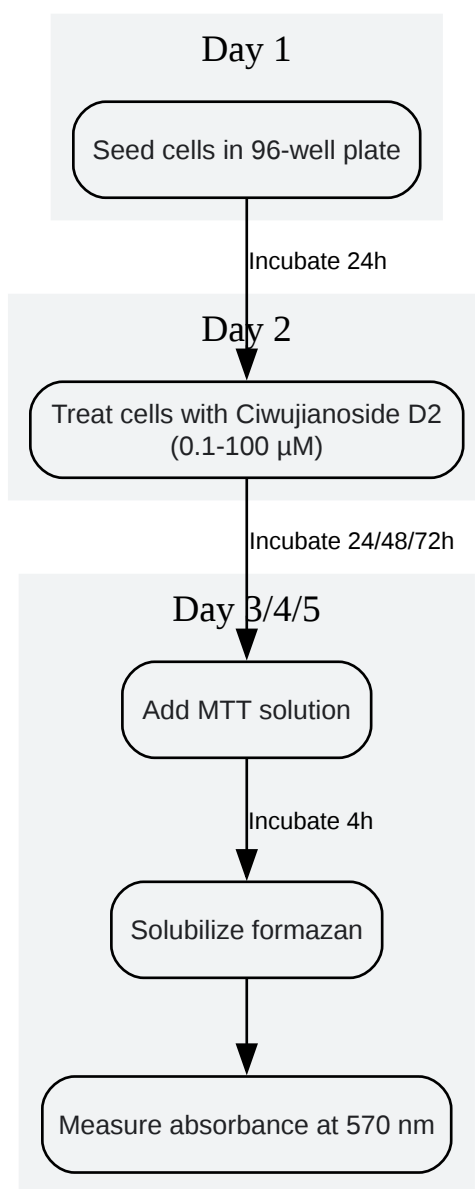 Day 1
Seed cells in 96-well plate
Incubate 24h
Day 2
Treat cells with Ciwujianoside D2
(0.1-100 µM)
Incubate 24/48/72h
Day 3/4/5
Add MTT solution
Incubate 4h
Solubilize formazan
Measure absorbance at 570 nm